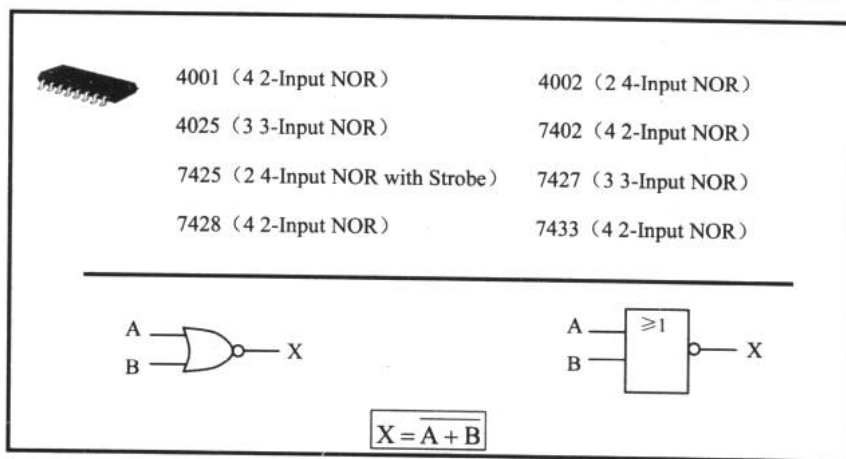 4001（4 2-Input NOR） 4002（2 4-Input NOR）
4025（3 3-Input NOR） 7402（4 2-Input NOR）
7425（2 4-Input NOR with Strobe） 7427（3 3-Input NOR）
7428（4 2-Input NOR） 7433（4 2-Input NOR）
A X
B
A ≥1 X
B
X = \overline{A + B}